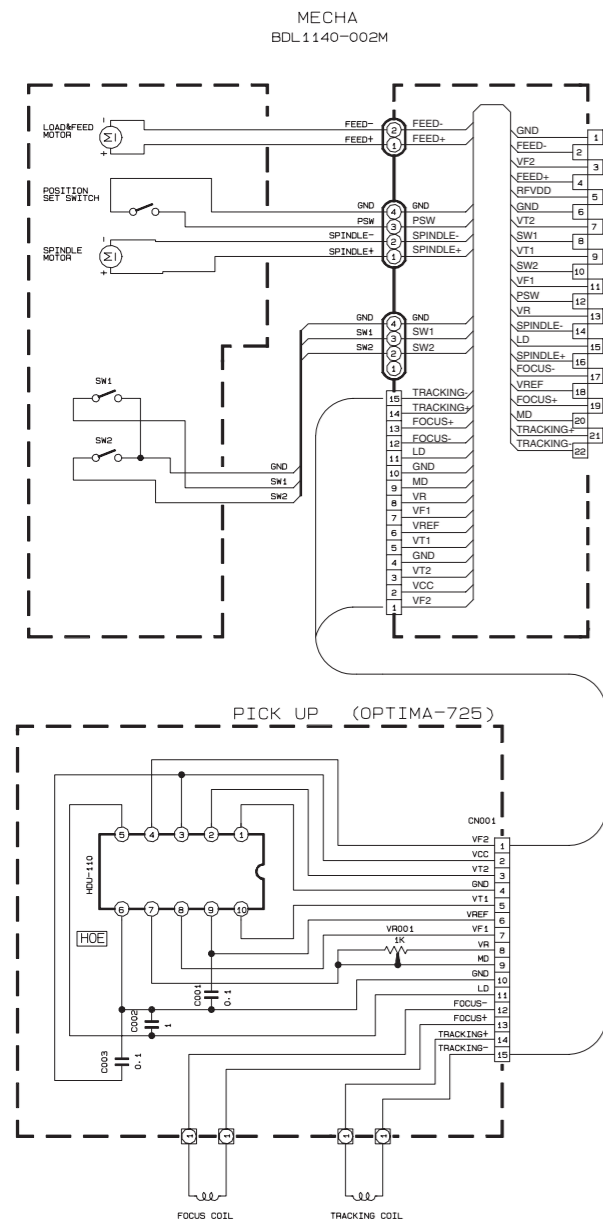 MECHA
BDL1140-002M
LOAD&FEED
MOTOR
- 
M
+
FEED- 2 FEED-
FEED+ 1 FEED+
POSITION
SET SWITCH
GND 4 GND
PSW 3 PSW
SPINDLE- 2 SPINDLE-
SPINDLE+ 1 SPINDLE+
SPINDLE
MOTOR
-
M
+
GND 4 GND
SW1 3 SW1
SW2 2 SW2
1
SW1
SW2
GND
SW1
SW2
15 TRACKING-
14 TRACKING+
13 FOCUS+
12 FOCUS-
11 LD
10 GND
9 MD
8 VR
7 VF1
6 VREF
5 VT1
4 GND
3 VT2
2 VCC
1 VF2
GND 1
FEED- 2
VF2 3
FEED+ 4
RFVDD 5
GND 6
VT2 7
SW1 8
VT1 9
SW2 10
VF1 11
PSW 12
VR 13
SPINDLE- 14
LD 15
SPINDLE+ 16
FOCUS- 17
VREF 18
FOCUS+ 19
MD 20
TRACKING+ 21
TRACKING- 22
PICK UP (OPTIMA-725)
CN001
5 4 3 2 1
HDU-110
6 7 8 9 10
HOE
VF2 1
VCC 2
VT2 3
GND 4
VT1 5
VREF 6
VF1 7
VR 8
MD 9
GND 10
LD 11
FOCUS- 12
FOCUS+ 13
TRACKING+ 14
TRACKING- 15
VR001
1K
C001
0.1
C002
1
C003
0.1
1 1 1 1
FOCUS COIL
TRACKING COIL